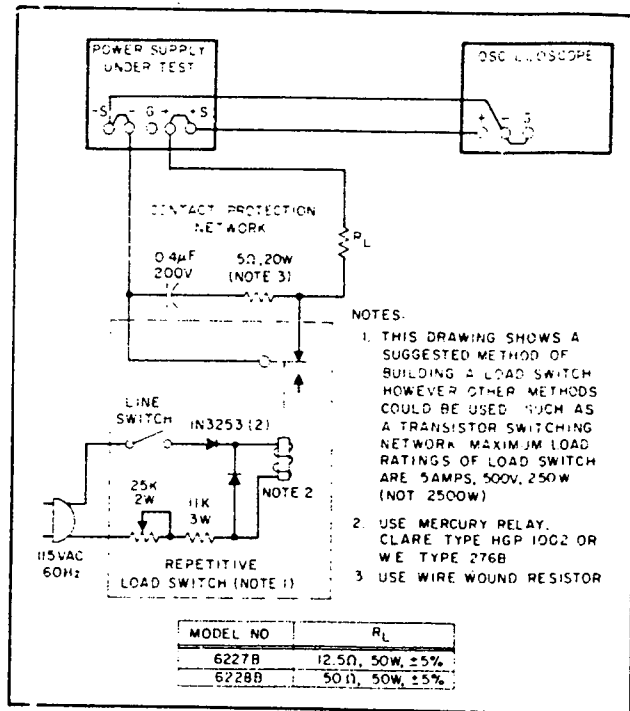 POWER SUPPLY
UNDER TEST
-S - G + +S
OSCILLOSCOPE
+ - G
CONTACT PROTECTION
NETWORK
0.4μF
200V
5Ω, 20W
(NOTE 3)
RL
LINE
SWITCH
IN3253 (2)
NOTE 2
25K
2W
11K
3W
115VAC
60Hz
REPETITIVE
LOAD SWITCH (NOTE 1)
NOTES:
1. THIS DRAWING SHOWS A
SUGGESTED METHOD OF
BUILDING A LOAD SWITCH
HOWEVER OTHER METHODS
COULD BE USED SUCH AS
A TRANSISTOR SWITCHING
NETWORK MAXIMUM LOAD
RATINGS OF LOAD SWITCH
ARE 5AMPS, 500V, 250W
(NOT 2500W)
2. USE MERCURY RELAY.
CLARE TYPE HGP 1002 OR
W E TYPE 276B
3 USE WIRE WOUND RESISTOR
MODEL NO RL
6227B 12.5Ω, 50W, ±5%
6228B 50Ω, 50W, ±5%